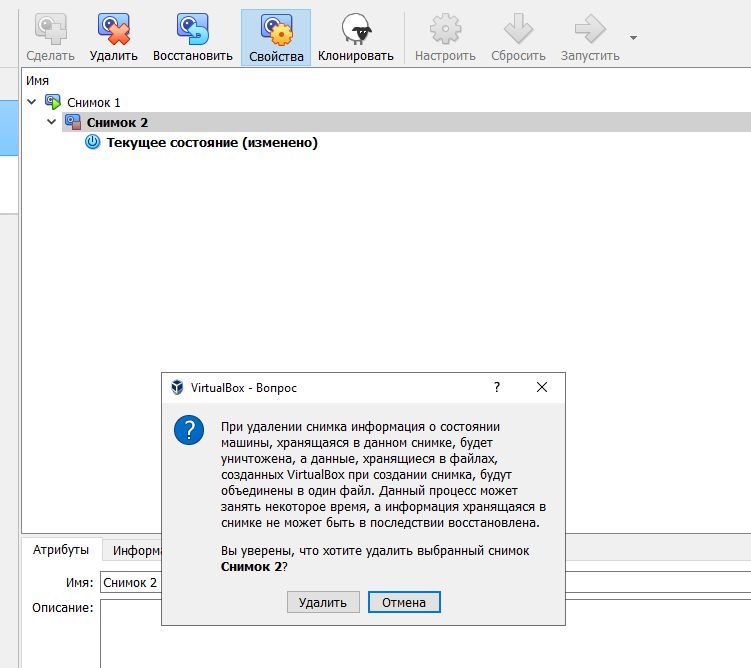 Сделать Удалить Восстановить Свойства Клонировать Настроить Сбросить Запустить
Имя
Снимок 1
Снимок 2
Текущее состояние (изменено)
VirtualBox - Вопрос ?
При удалении снимка информация о состоянии
машины, хранящаяся в данном снимке, будет
уничтожена, а данные, хранящиеся в файлах,
созданных VirtualBox при создании снимка, будут
объединены в один файл. Данный процесс может
занять некоторое время, а информация хранящаяся в
снимке не может быть в последствии восстановлена.
Вы уверены, что хотите удалить выбранный снимок
Снимок 2?
Удалить Отмена
Атрибуты Информ
Имя: Снимок 2
Описание: